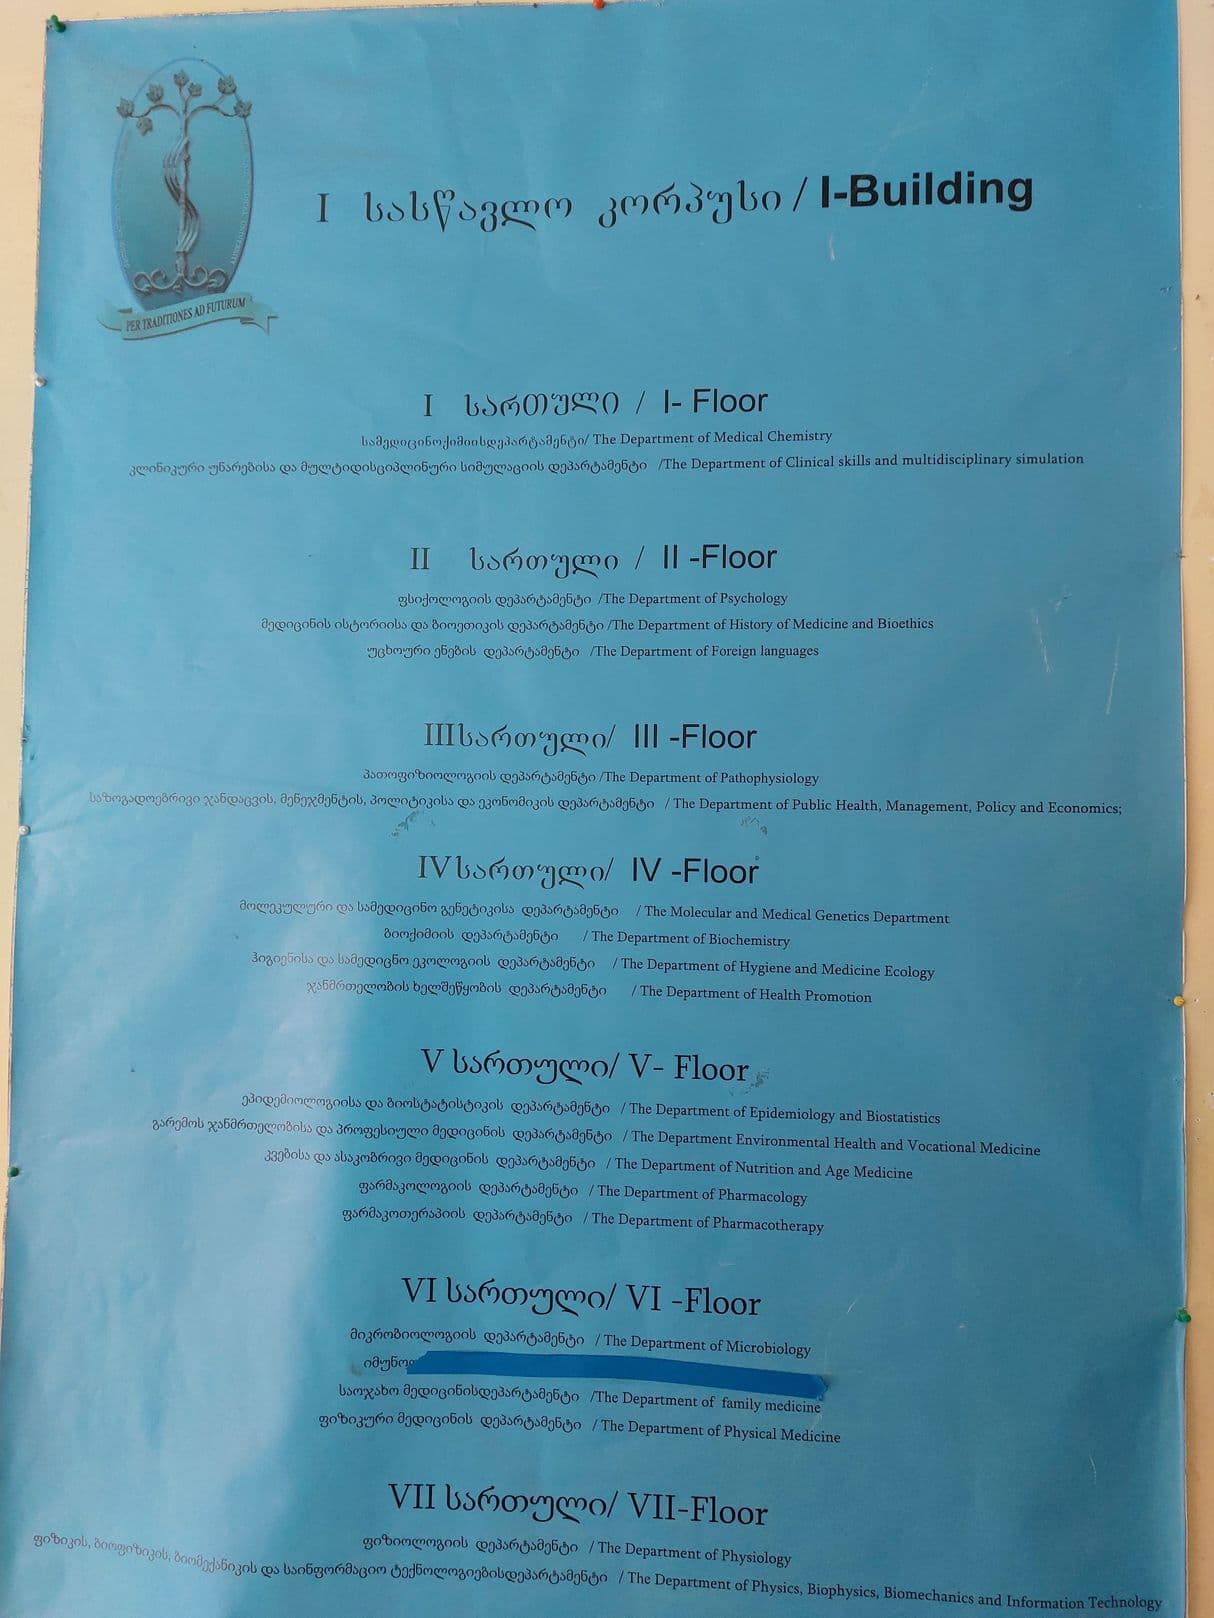 PER TRADITIONES AD FUTURUM
I სასწავლო კორპუსი / I-Building
I სართული / I- Floor
სამედიცინოქიმიისდეპარტამენტი/ The Department of Medical Chemistry
კლინიკური უნარებისა და მულტიდისციპლინური სიმულაციის დეპარტამენტი /The Department of Clinical skills and multidisciplinary simulation
II სართული / II -Floor
ფსიქოლოგიის დეპარტამენტი /The Department of Psychology
მედიცინის ისტორიისა და ბიოეთიკის დეპარტამენტი /The Department of History of Medicine and Bioethics
უცხოური ენების დეპარტამენტი /The Department of Foreign languages
IIIსართული/ III -Floor
პათოფიზიოლოგიის დეპარტამენტი /The Department of Pathophysiology
საზოგადოებრივი ჯანდაცვის, მენეჯმენტის, პოლიტიკისა და ეკონომიკის დეპარტამენტი / The Department of Public Health, Management, Policy and Economics;
IVსართული/ IV -Floor
მოლეკულური და სამედიცინო გენეტიკისა დეპარტამენტი / The Molecular and Medical Genetics Department
ბიოქიმიის დეპარტამენტი / The Department of Biochemistry
ჰიგიენისა და სამედიცნო ეკოლოგიის დეპარტამენტი / The Department of Hygiene and Medicine Ecology
ჯანმრთელობის ხელშეწყობის დეპარტამენტი / The Department of Health Promotion
V სართული/ V- Floor
ეპიდემიოლოგიისა და ბიოსტატისტიკის დეპარტამენტი / The Department of Epidemiology and Biostatistics
გარემოს ჯანმრთელობისა და პროფესიული მედიცინის დეპარტამენტი / The Department Environmental Health and Vocational Medicine
კვებისა და ასაკობრივი მედიცინის დეპარტამენტი / The Department of Nutrition and Age Medicine
ფარმაკოლოგიის დეპარტამენტი / The Department of Pharmacology
ფარმაკოთერაპიის დეპარტამენტი / The Department of Pharmacotherapy
VI სართული/ VI -Floor
მიკრობიოლოგიის დეპარტამენტი / The Department of Microbiology
იმუნო
საოჯახო მედიცინისდეპარტამენტი /The Department of family medicine
ფიზიკური მედიცინის დეპარტამენტი / The Department of Physical Medicine
VII სართული/ VII-Floor
ფიზიოლოგიის დეპარტამენტი / The Department of Physiology
ფიზიკის, ბიოფიზიკის, ბიომექანიკის და საინფორმაციო ტექნოლოგიებისდეპარტამენტი / The Department of Physics, Biophysics, Biomechanics and Information Technology